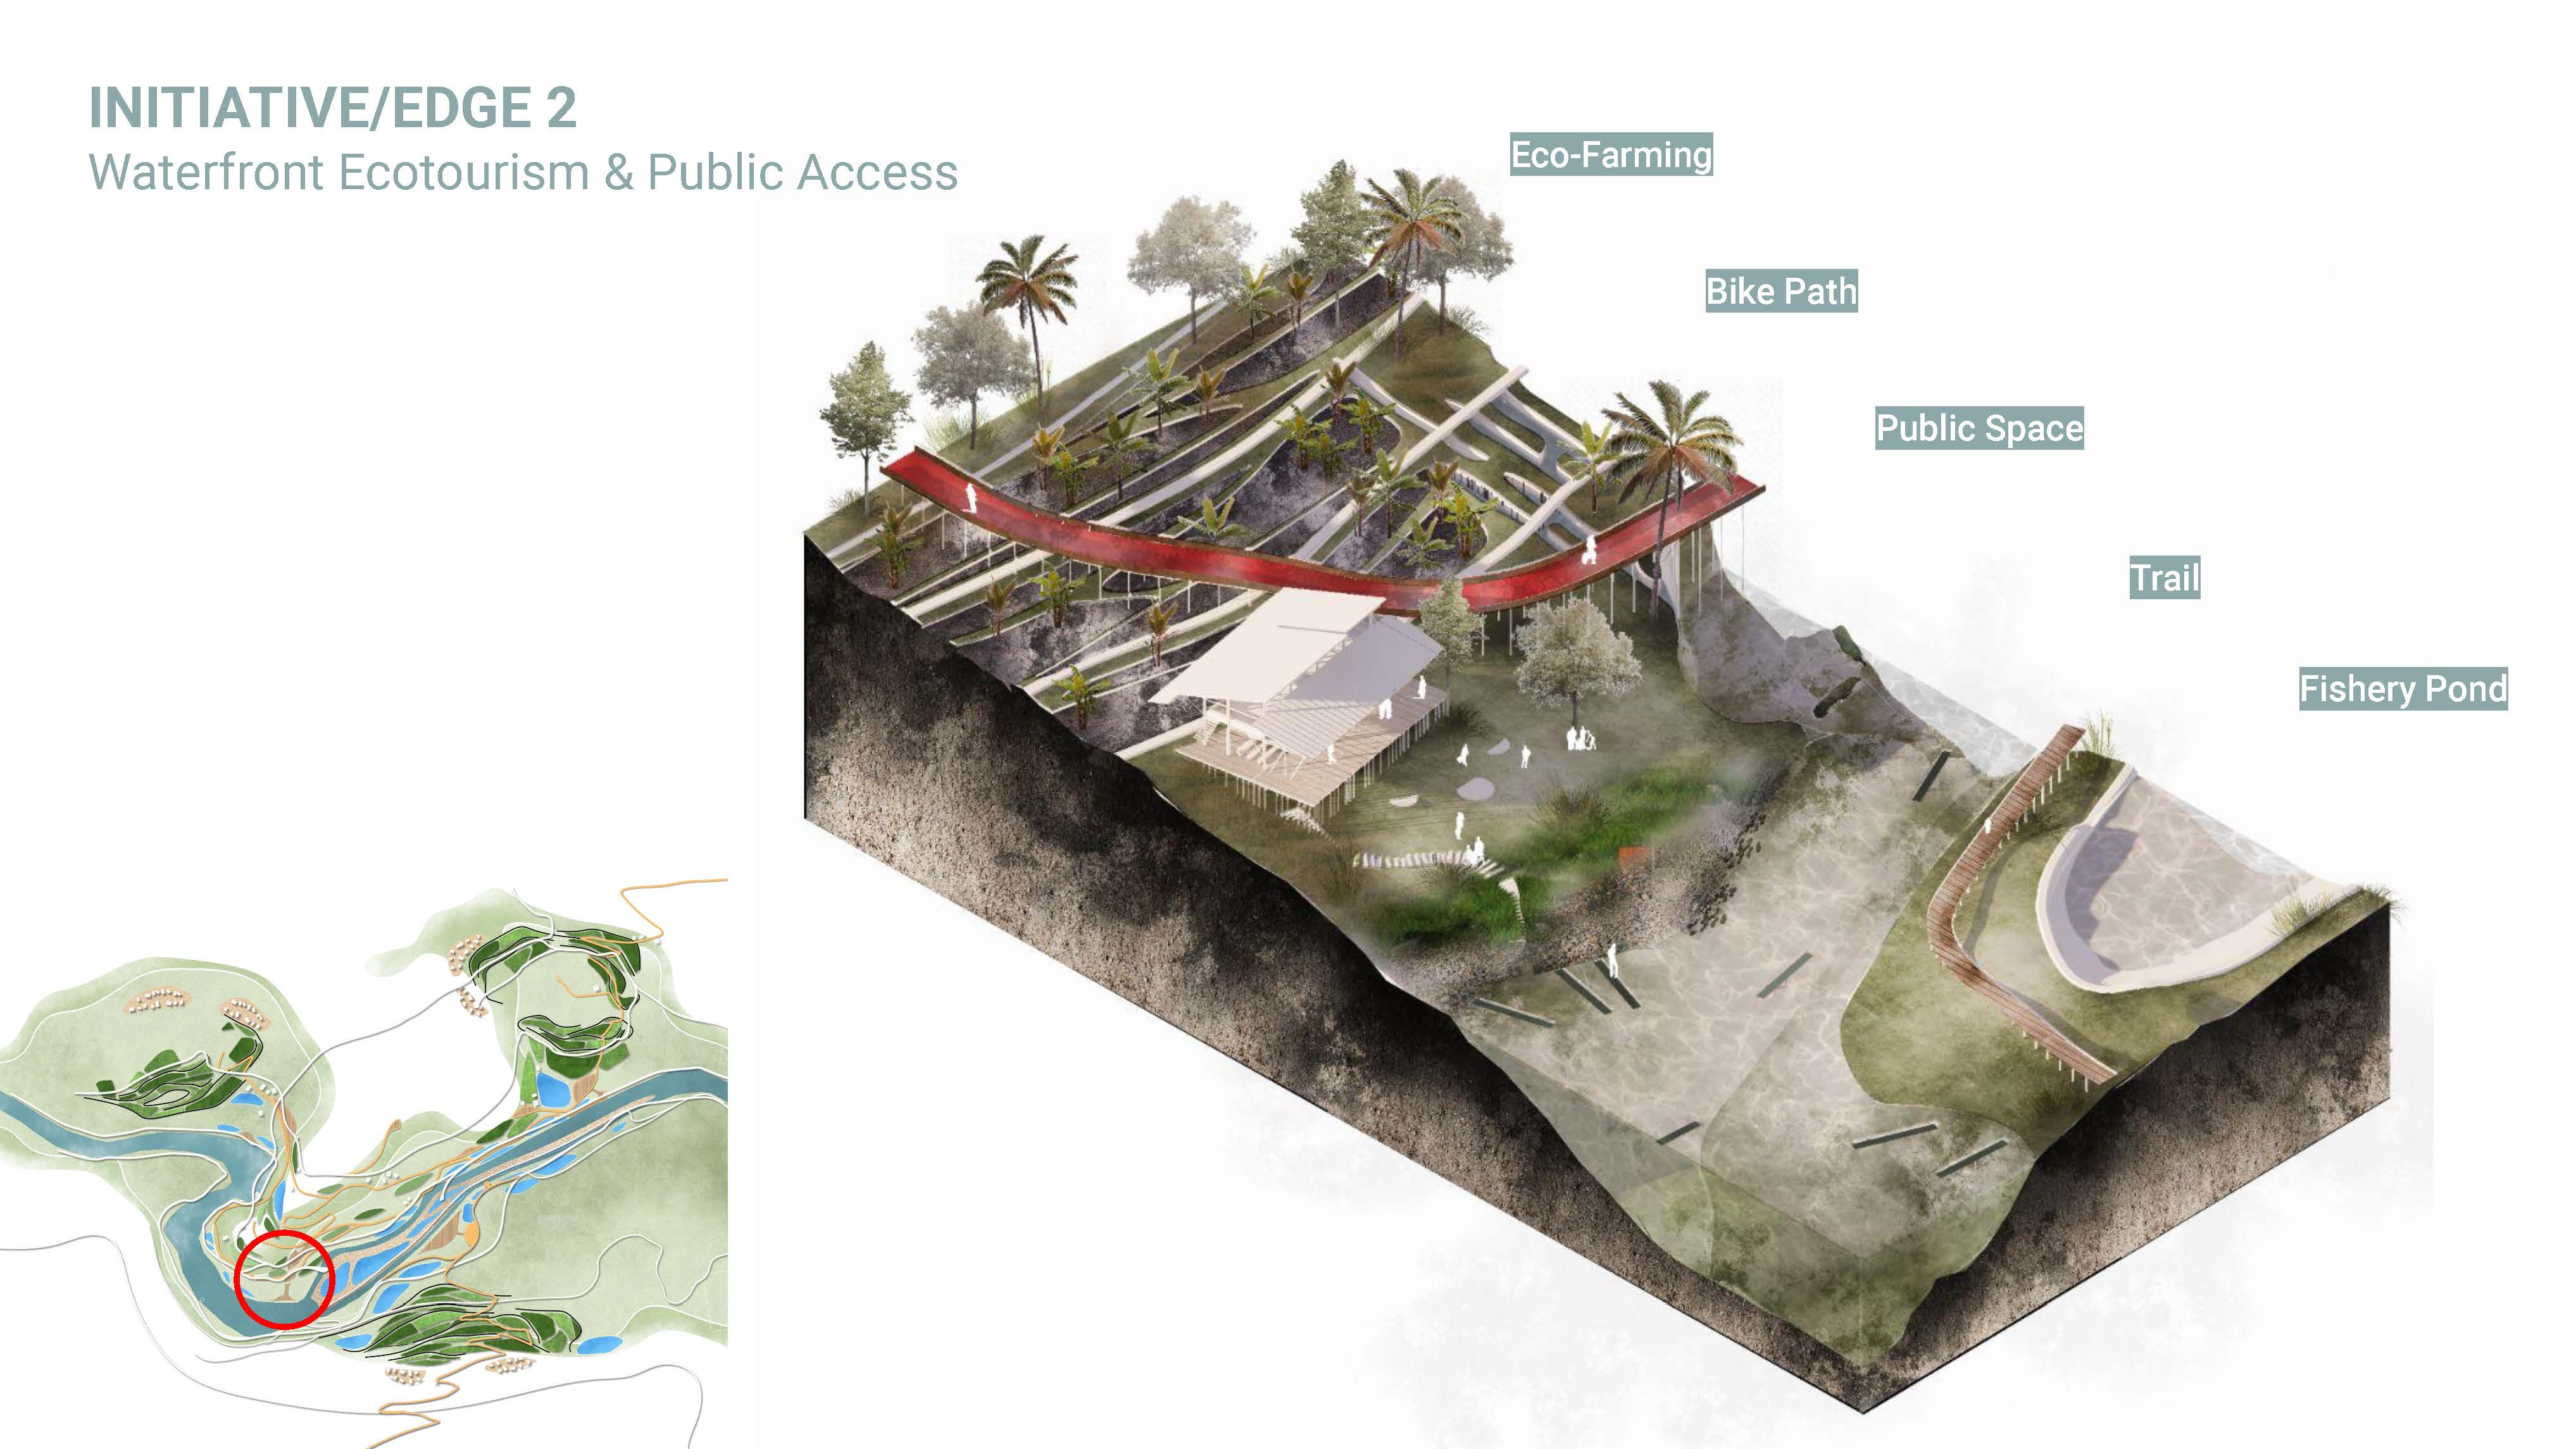 INITIATIVE/EDGE 2
Waterfront Ecotourism & Public Access
Eco-Farming
Bike Path
Public Space
Trail
Fishery Pond